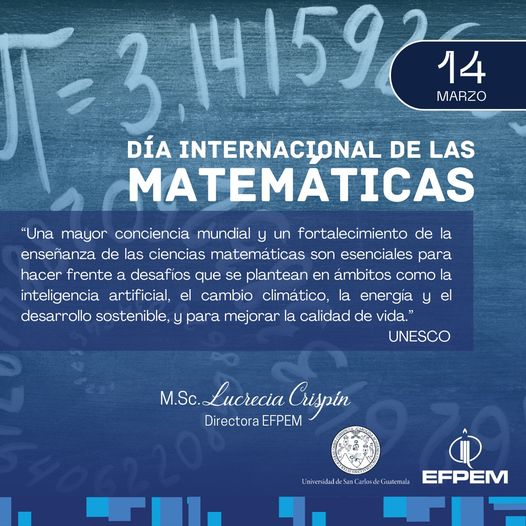 π = 3,1415926
14
MARZO
DÍA INTERNACIONAL DE LAS
MATEMÁTICAS
“Una mayor conciencia mundial y un fortalecimiento de la
enseñanza de las ciencias matemáticas son esenciales para
hacer frente a desafíos que se plantean en ámbitos como la
inteligencia artificial, el cambio climático, la energía y el
desarrollo sostenible, y para mejorar la calidad de vida.”
UNESCO
M.Sc. Lucrecia Crispín
Directora EFPEM
Universidad de San Carlos de Guatemala
EFPEM